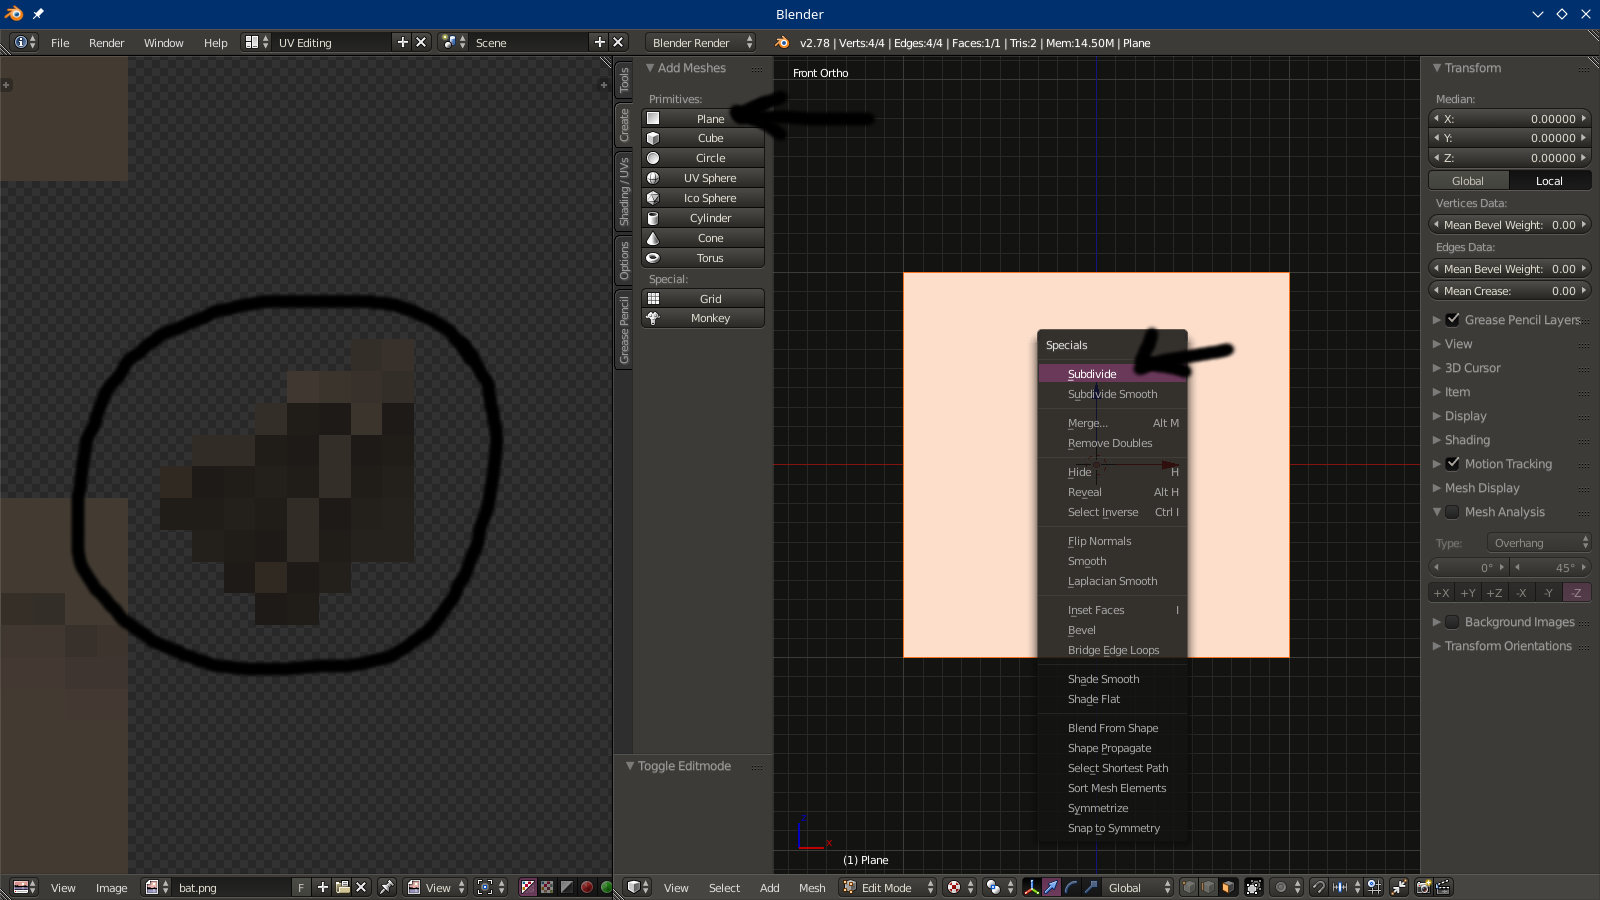 Blender
File Render Window Help UV Editing Scene Blender Render v2.78 | Verts:4/4 | Edges:4/4 | Faces:1/1 | Tris:2 | Mem:14.50M | Plane
Tools
Create
Shading / UVs
Options
Grease Pencil
Add Meshes
Primitives:
Plane
Cube
Circle
UV Sphere
Ico Sphere
Cylinder
Cone
Torus
Special:
Grid
Monkey
Toggle Editmode
Front Ortho
Specials
Subdivide
Subdivide Smooth
Merge... Alt M
Remove Doubles
Hide H
Reveal Alt H
Select Inverse Ctrl I
Flip Normals
Smooth
Laplacian Smooth
Inset Faces I
Bevel
Bridge Edge Loops
Shade Smooth
Shade Flat
Blend From Shape
Shape Propagate
Select Shortest Path
Sort Mesh Elements
Symmetrize
Snap to Symmetry
x
(1) Plane
Transform
Median:
X: 0.00000
Y: 0.00000
Z: 0.00000
Global Local
Vertices Data:
Mean Bevel Weight: 0.00
Edges Data:
Mean Bevel Weight: 0.00
Mean Crease: 0.00
Grease Pencil Layers
View
3D Cursor
Item
Display
Shading
Motion Tracking
Mesh Display
Mesh Analysis
Type: Overhang
0° 45°
+X +Y +Z -X -Y -Z
Background Images
Transform Orientations
View Image bat.png F View
View Select Add Mesh Edit Mode Global